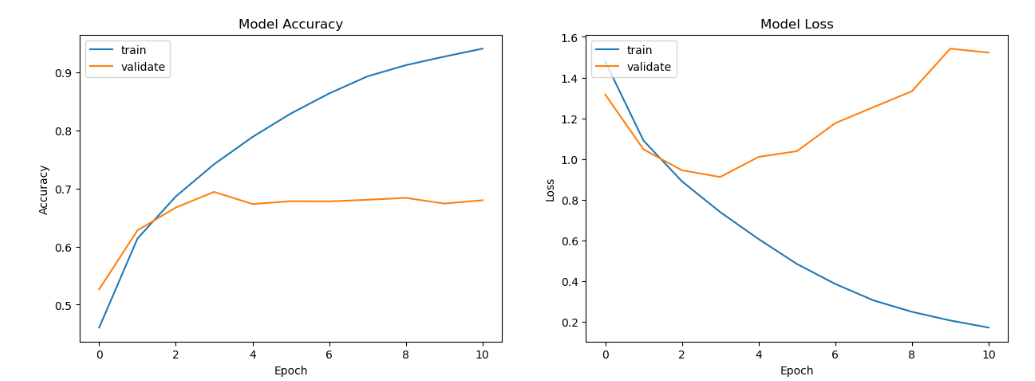 Model Accuracy
train
validate
0.9
0.8
0.7
0.6
0.5
Accuracy
0 2 4 6 8 10
Epoch
Model Loss
train
validate
1.6
1.4
1.2
1.0
0.8
0.6
0.4
0.2
Loss
0 2 4 6 8 10
Epoch